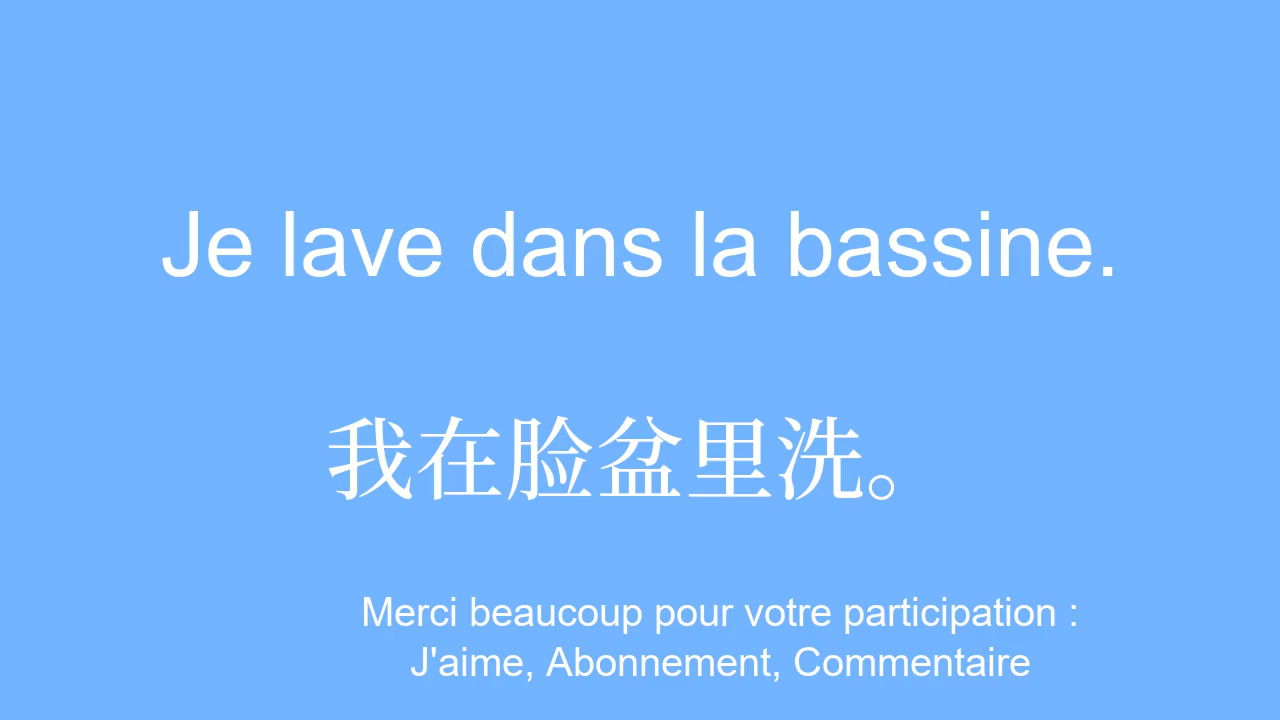 Je lave dans la bassine.
我在脸盆里洗。
Merci beaucoup pour votre participation :
J'aime, Abonnement, Commentaire